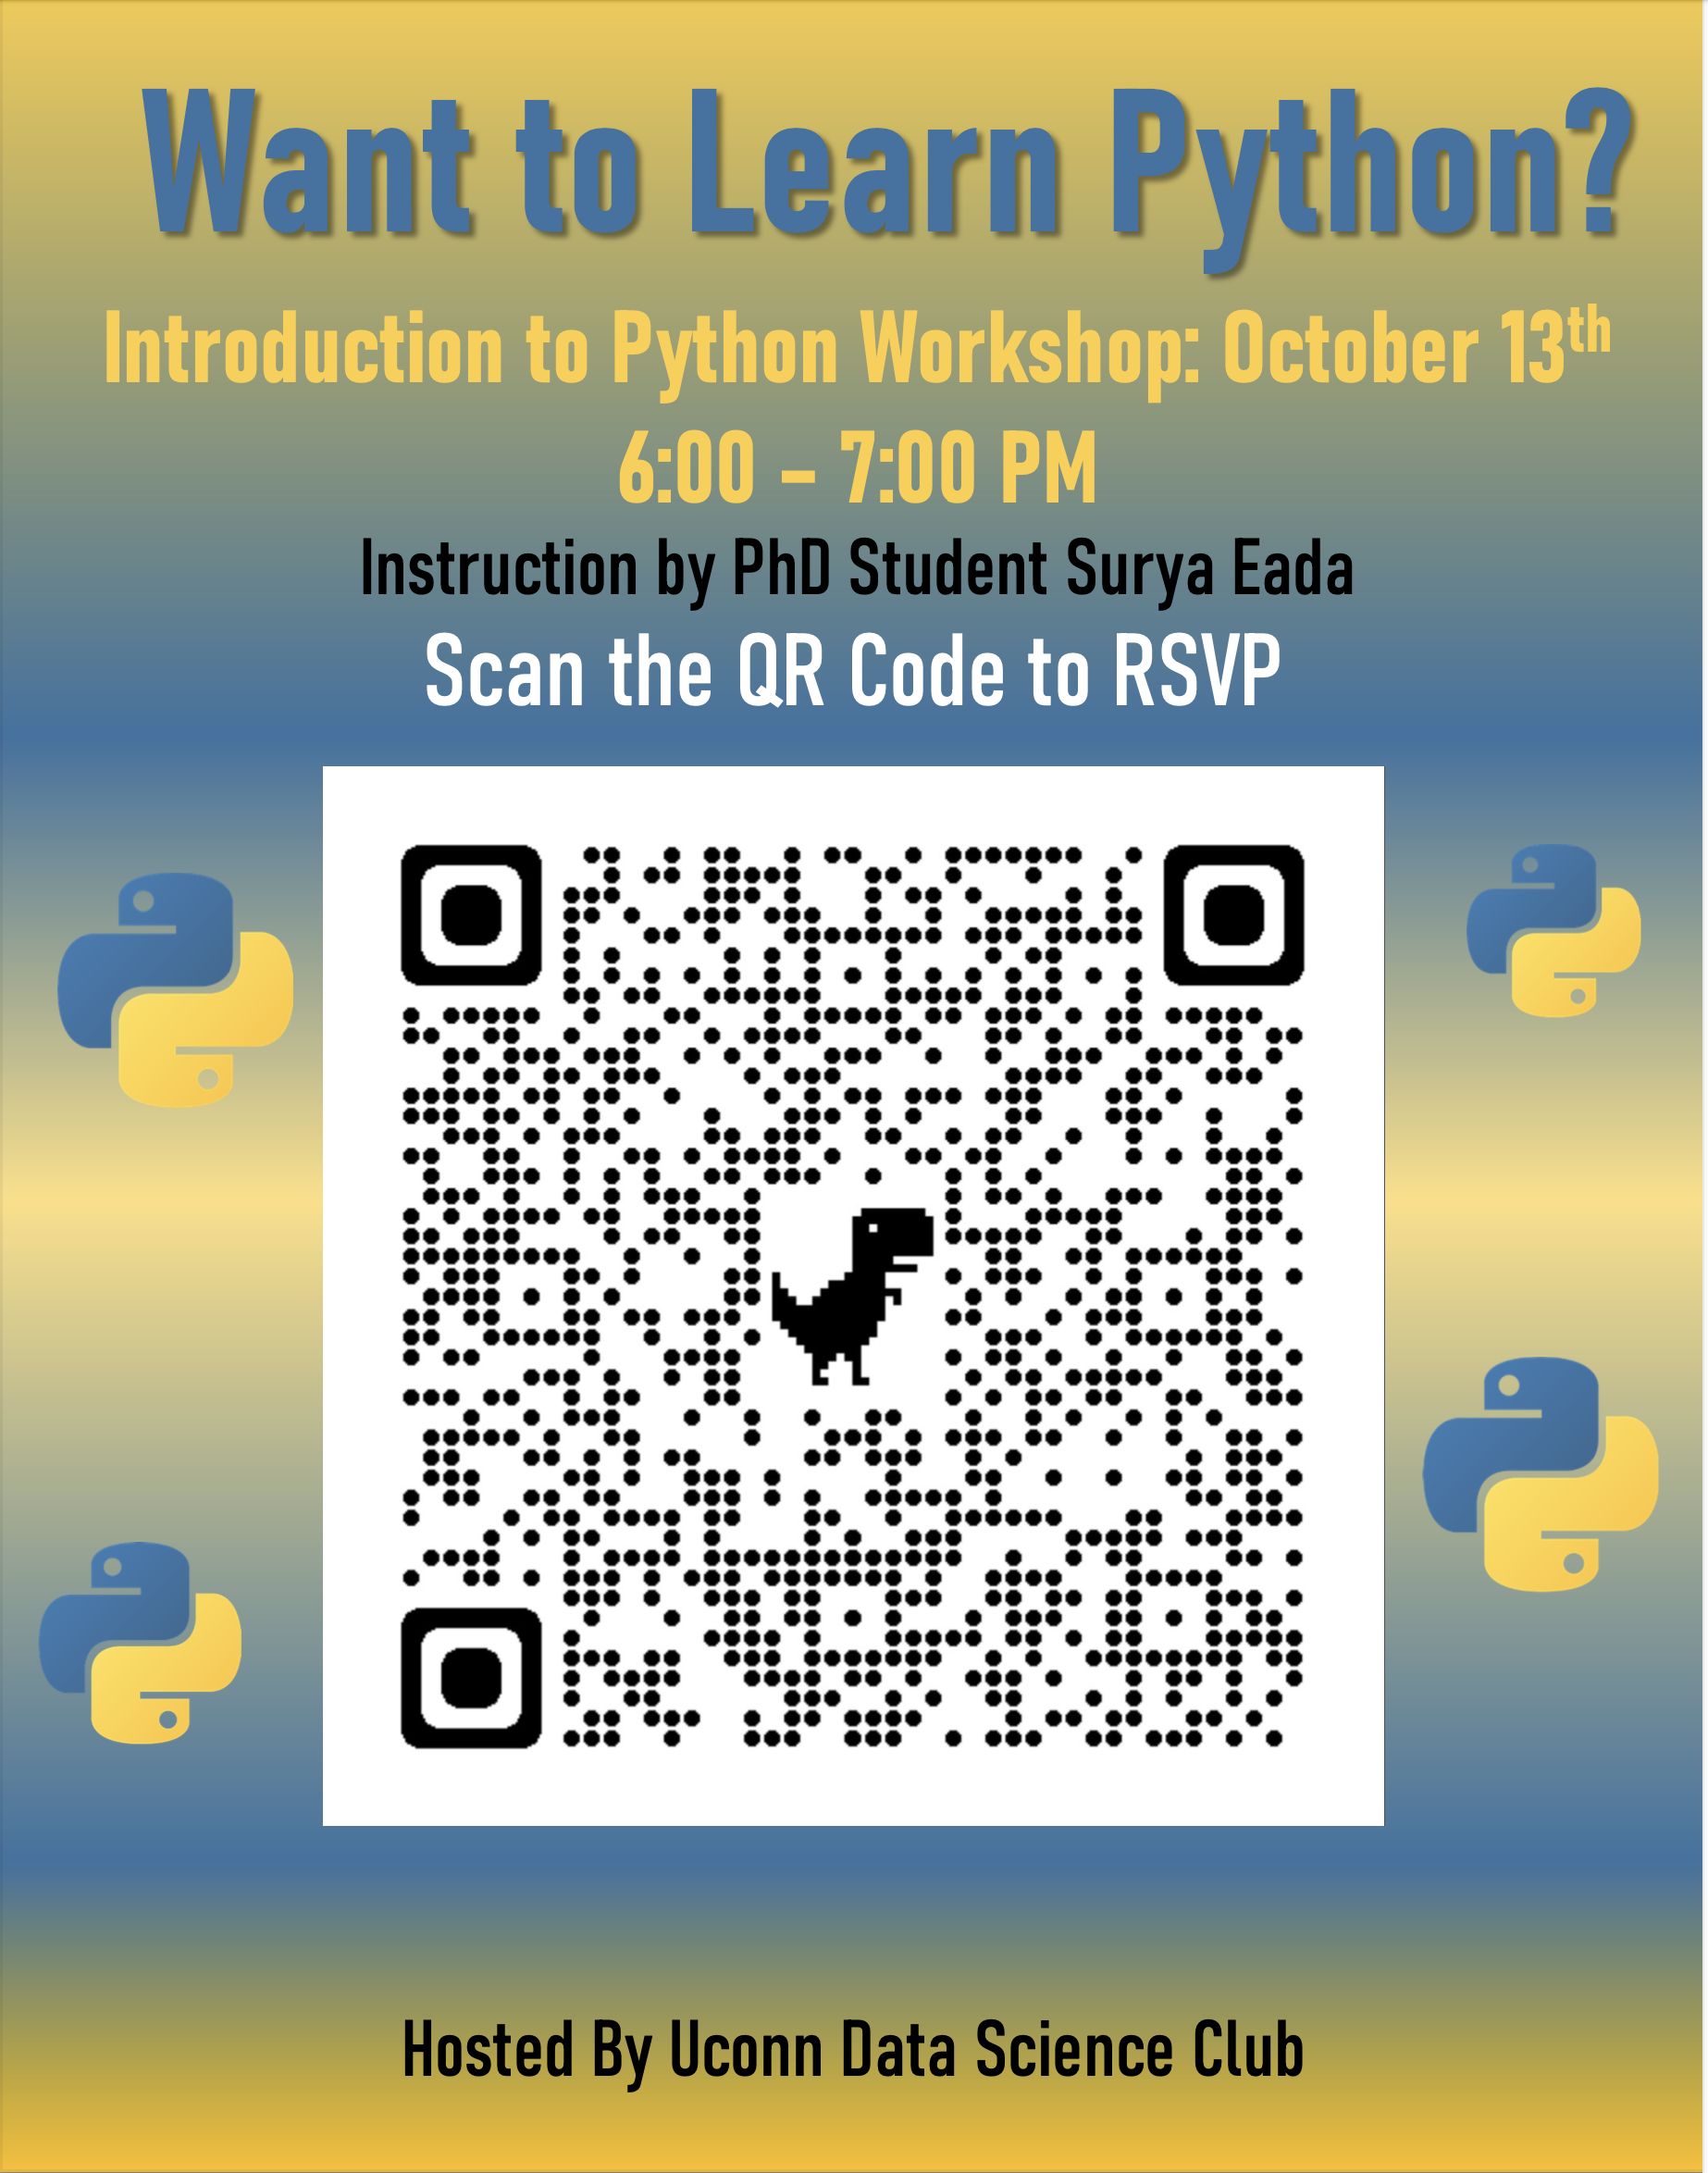 Want to Learn Python?
Introduction to Python Workshop: October 13th
6:00 – 7:00 PM
Instruction by PhD Student Surya Eada
Scan the QR Code to RSVP
Hosted By Uconn Data Science Club